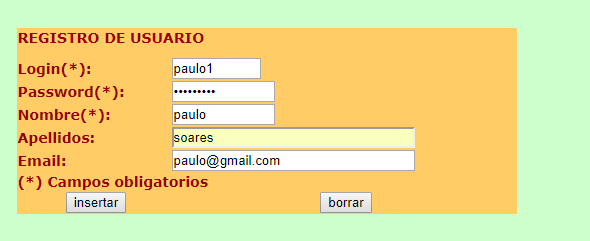 REGISTRO DE USUARIO
Login(*): paulo1
Password(*): •••••••••
Nombre(*): paulo
Apellidos: soares
Email: paulo@gmail.com
(*) Campos obligatorios
insertar borrar